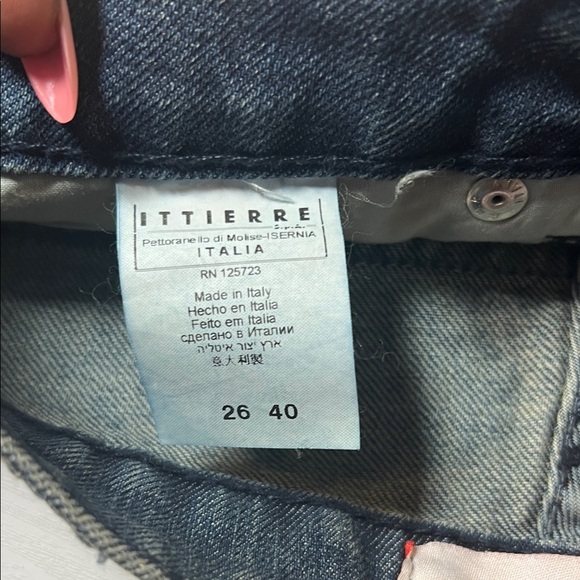 ITTIERRE
S.p.A.
Pettoranello di Molise-ISERNIA
ITALIA
RN 125723
Made in Italy
Hecho en Italia
Feito em Italia
сделано в Италии
ארץ יצור איטליה
意大利製
26 40